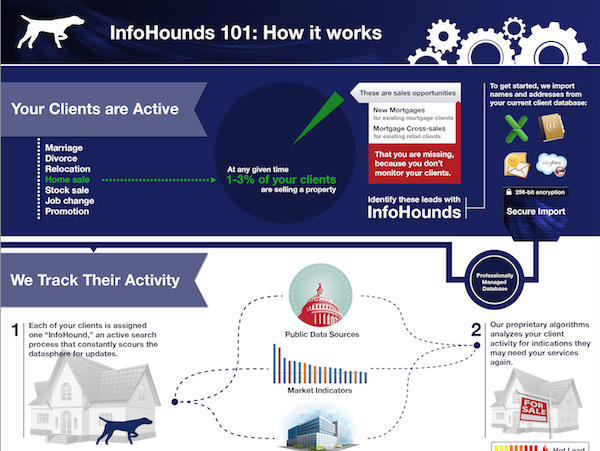 InfoHounds 101: How it works
Your Clients are Active
Marriage
Divorce
Relocation
Home sale
Stock sale
Job change
Promotion
At any given time
1-3% of your clients
are selling a property
These are sales opportunities
New Mortgages
for existing mortgage clients
Mortgage Cross-sales
for existing retail clients
That you are missing,
because you don't
monitor your clients.
Identify these leads with
InfoHounds
To get started, we import
names and addresses from
your current client database:
salesforce
256-bit encryption
Secure Import
Professionally
Managed
Database
We Track Their Activity
1
Each of your clients is assigned
one "InfoHound," an active search
process that constantly scours the
datasphere for updates.
Public Data Sources
Market Indicators
2
Our proprietary algorithms
analyzes your client
activity for indications they
may need your services
again.
FOR
SALE
Hot Lead